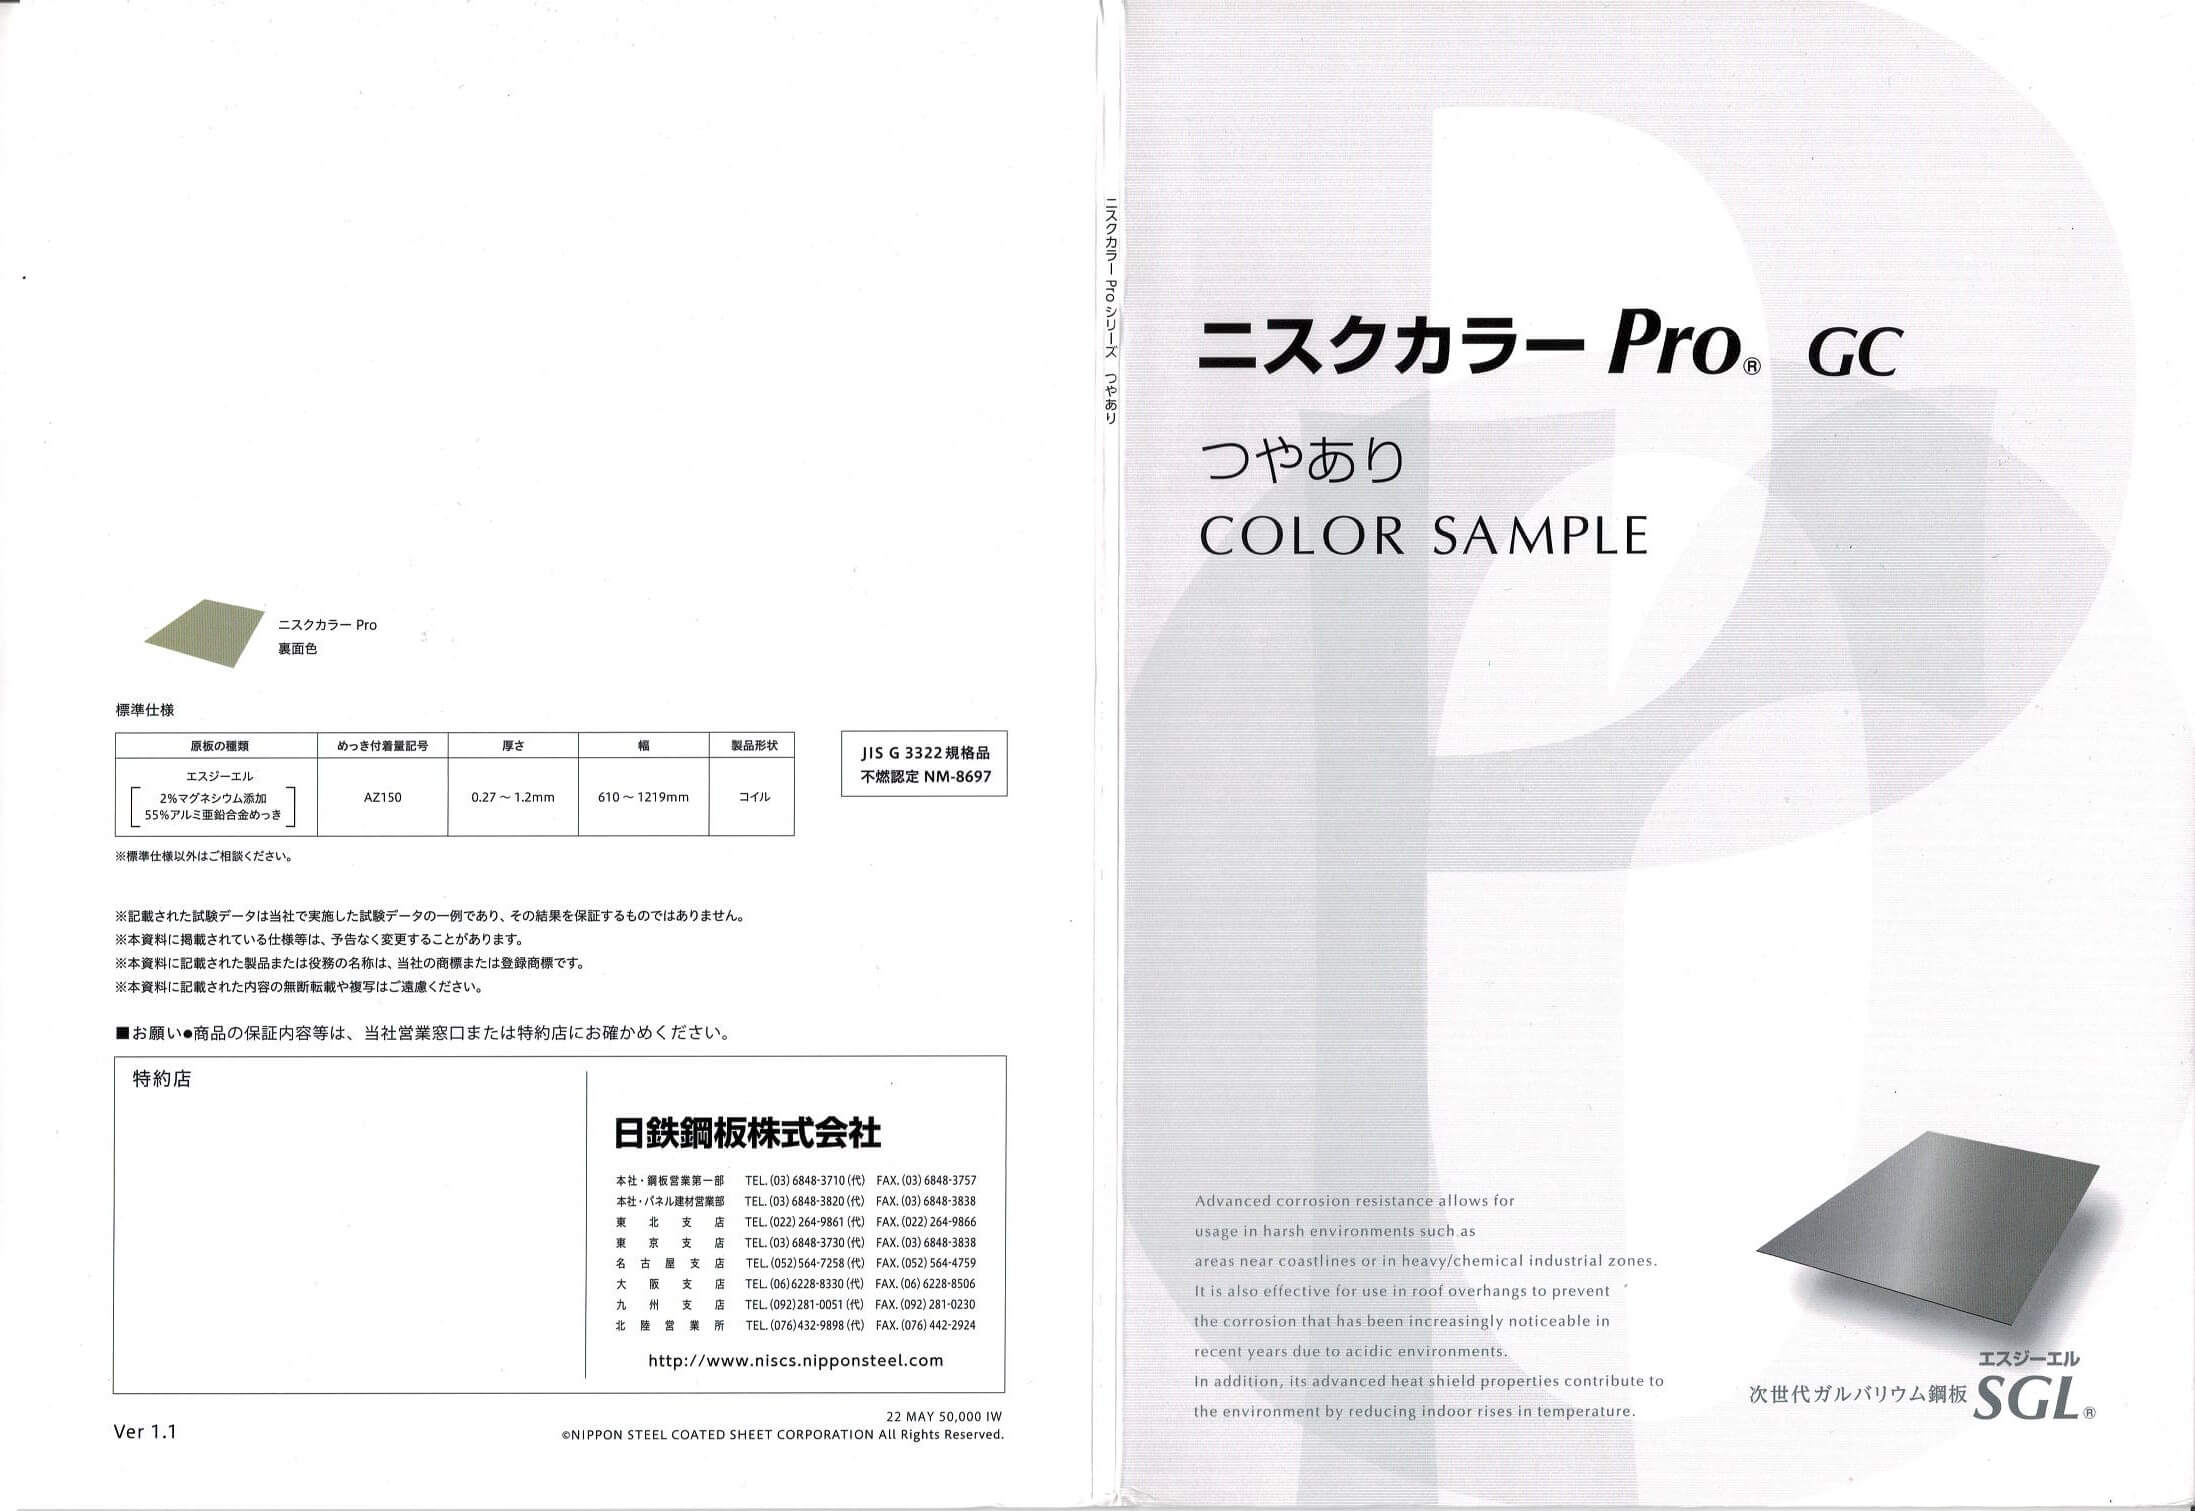 ニスクカラー Pro
裏面色
標準仕様
原板の種類 めっき付着量記号 厚さ 幅 製品形状
エスジーエル
2%マグネシウム添加
55%アルミ亜鉛合金めっき
AZ150 0.27～1.2mm 610～1219mm コイル
JIS G 3322規格品
不燃認定 NM-8697
※標準仕様以外はご相談ください。
※記載された試験データは当社で実施した試験データの一例であり、その結果を保証するものではありません。
※本資料に掲載されている仕様等は、予告なく変更することがあります。
※本資料に記載された製品または役務の名称は、当社の商標または登録商標です。
※本資料に記載された内容の無断転載や複写はご遠慮ください。
■お願い●商品の保証内容等は、当社営業窓口または特約店にお確かめください。
特約店
日鉄鋼板株式会社
本社・鋼板営業第一部 TEL.(03)6848-3710(代) FAX.(03)6848-3757
本社・パネル建材営業部 TEL.(03)6848-3820(代) FAX.(03)6848-3838
東北支店 TEL.(022)264-9861(代) FAX.(022)264-9866
東京支店 TEL.(03)6848-3730(代) FAX.(03)6848-3838
名古屋支店 TEL.(052)564-7258(代) FAX.(052)564-4759
大阪支店 TEL.(06)6228-8330(代) FAX.(06)6228-8506
九州支店 TEL.(092)281-0051(代) FAX.(092)281-0230
北陸営業所 TEL.(076)432-9898(代) FAX.(076)442-2924
http://www.niscs.nipponsteel.com
Ver 1.1
22 MAY 50,000 IW
©NIPPON STEEL COATED SHEET CORPORATION All Rights Reserved.
ニスクカラー Pro シリーズ つやあり
ニスクカラー Pro® GC
つやあり
COLOR SAMPLE
Advanced corrosion resistance allows for
usage in harsh environments such as
areas near coastlines or in heavy/chemical industrial zones.
It is also effective for use in roof overhangs to prevent
the corrosion that has been increasingly noticeable in
recent years due to acidic environments.
In addition, its advanced heat shield properties contribute to
the environment by reducing indoor rises in temperature.
エスジーエル
次世代ガルバリウム鋼板 SGL®